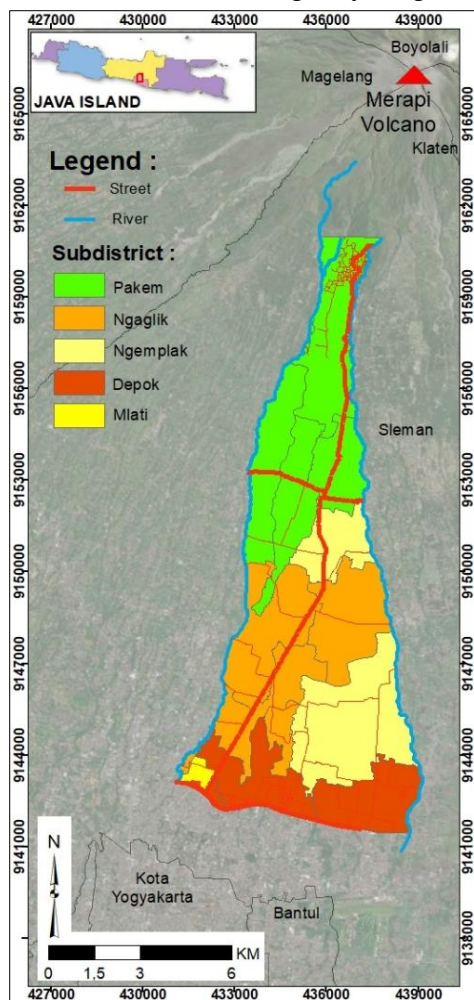 427000 430000 433000 436000 439000
JAVA ISLAND
Boyolali
Magelang
Merapi
Volcano
Klaten
Legend :
Street
River
Subdistrict :
Pakem
Ngaglik
Ngemplak
Depok
Mlati
Sleman
9165000
9162000
9159000
9156000
9153000
9150000
9147000
9144000
9141000
9138000
9165000
9162000
9159000
9156000
9153000
9150000
9147000
9144000
9141000
9138000
N
Kota
Yogyakarta
Bantul
KM
0 1,5 3 6
427000 430000 433000 436000 439000